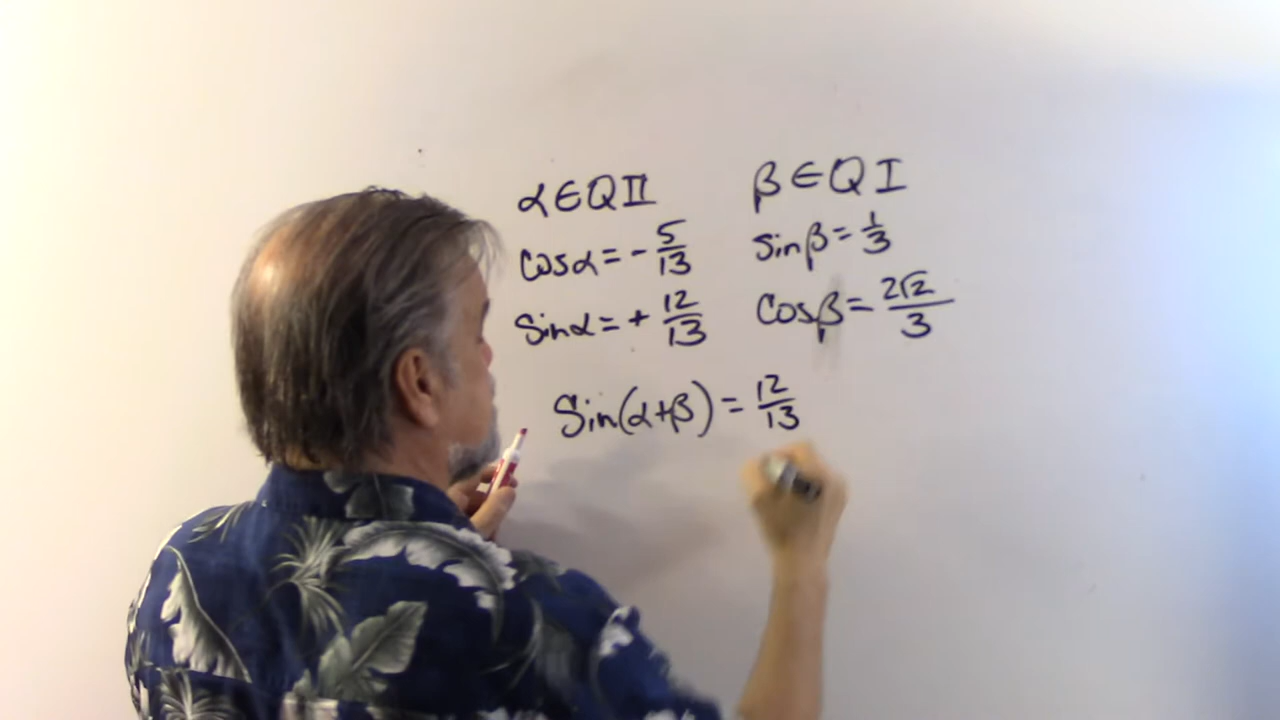 α∈QII
cosα = - 5/13
sinα = + 12/13
β∈QI
sinβ = 1/3
cosβ = 2√2/3
Sin(α+β) = 12/13